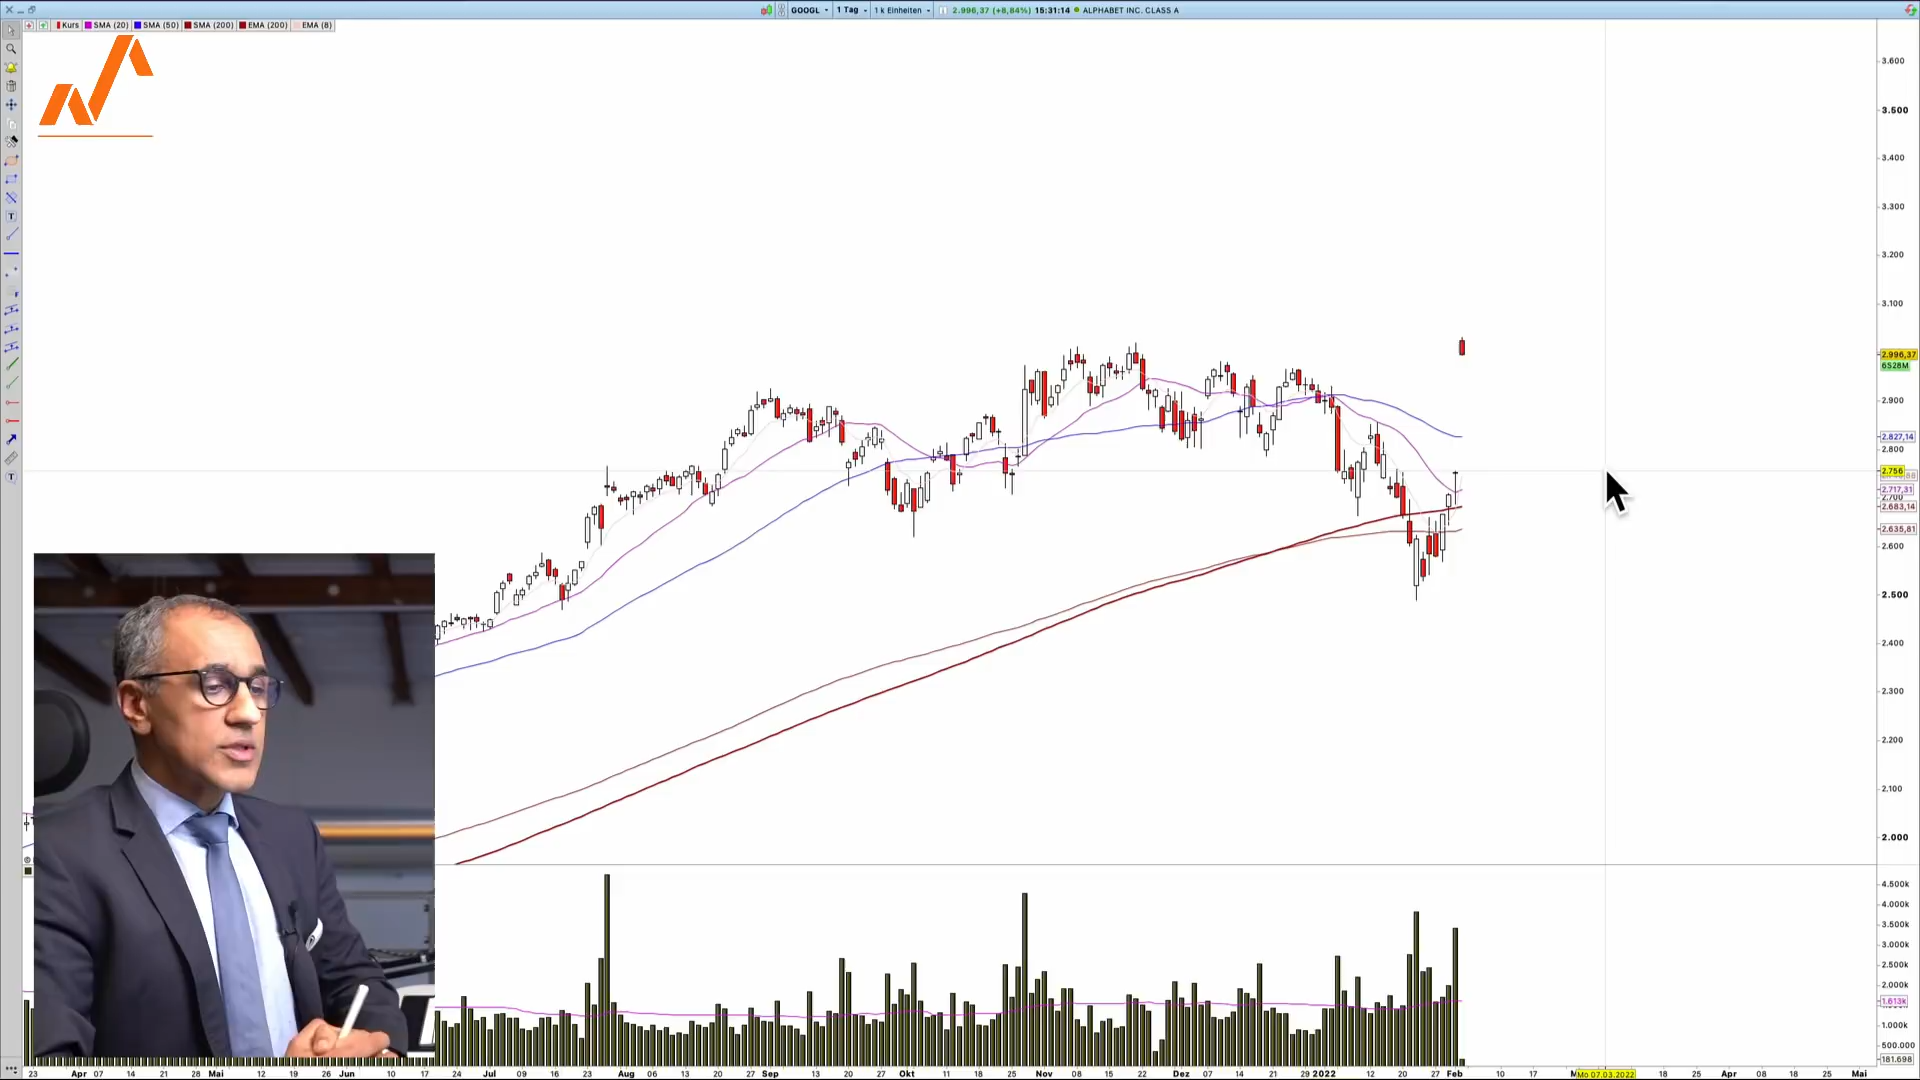 GOOGL 1 Tag 1 k Einheiten 2.996,37 (+8,84%) 15:31:14 ALPHABET INC. CLASS A
Kurs SMA (20) SMA (50) SMA (200) EMA (200) EMA (8)
3.600
3.500
3.400
3.300
3.200
3.100
2.996,37
6S28M
2.900
2.827,14
2.800
2.756
2.717,31
2.700
2.683,14
2.635,81
2.600
2.500
2.400
2.300
2.200
2.100
2.000
4.500k
4.000k
3.500k
3.000k
2.500k
2.000k
1.613k
1.000k
500.000
181.698
23 Apr 07 14 21 28 Mai 12 19 26 Jun 10 17 24 Jul 09 16 23 Aug 06 13 20 27 Sep 13 20 27 Okt 11 18 25 Nov 08 15 22 Dez 07 14 21 29 2022 12 20 27 Feb 10 17 Mo 07.03.2022 18 25 Apr 08 18 25 Mai